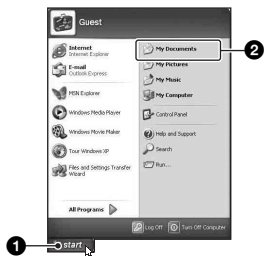 Guest
Internet
Internet Explorer
E-mail
Outlook Express
MSN Explorer
Windows Media Player
Windows Movie Maker
Tour Windows XP
Files and Settings Transfer
Wizard
All Programs
My Documents
My Pictures
My Music
My Computer
Control Panel
Help and Support
Search
Run...
Log Off
Turn Off Computer
start
1
2